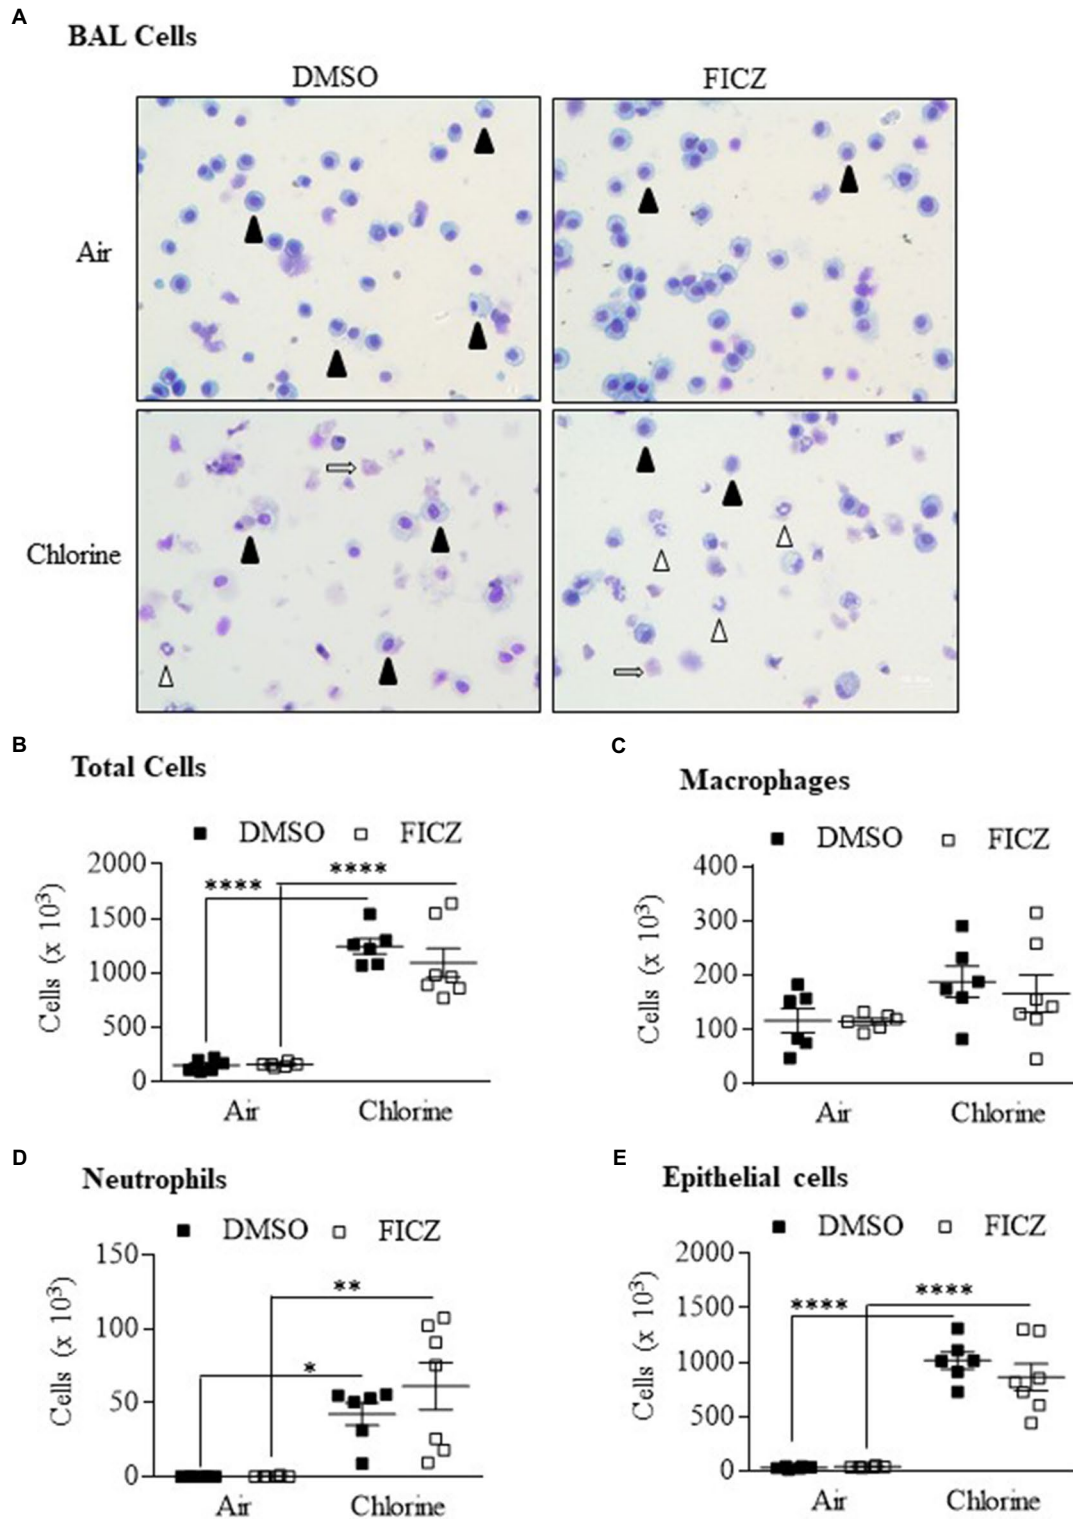 A
BAL Cells
DMSO FICZ
Air
Chlorine
B
Total Cells
DMSO FICZ
2000
1500
1000
500
0
Cells (x 10³)
****
****
Air Chlorine
C
Macrophages
DMSO FICZ
400
300
200
100
0
Cells (x 10³)
Air Chlorine
D
Neutrophils
DMSO FICZ
150
100
50
0
Cells (x 10³)
*
**
Air Chlorine
E
Epithelial cells
DMSO FICZ
2000
1500
1000
500
0
Cells (x 10³)
****
****
Air Chlorine